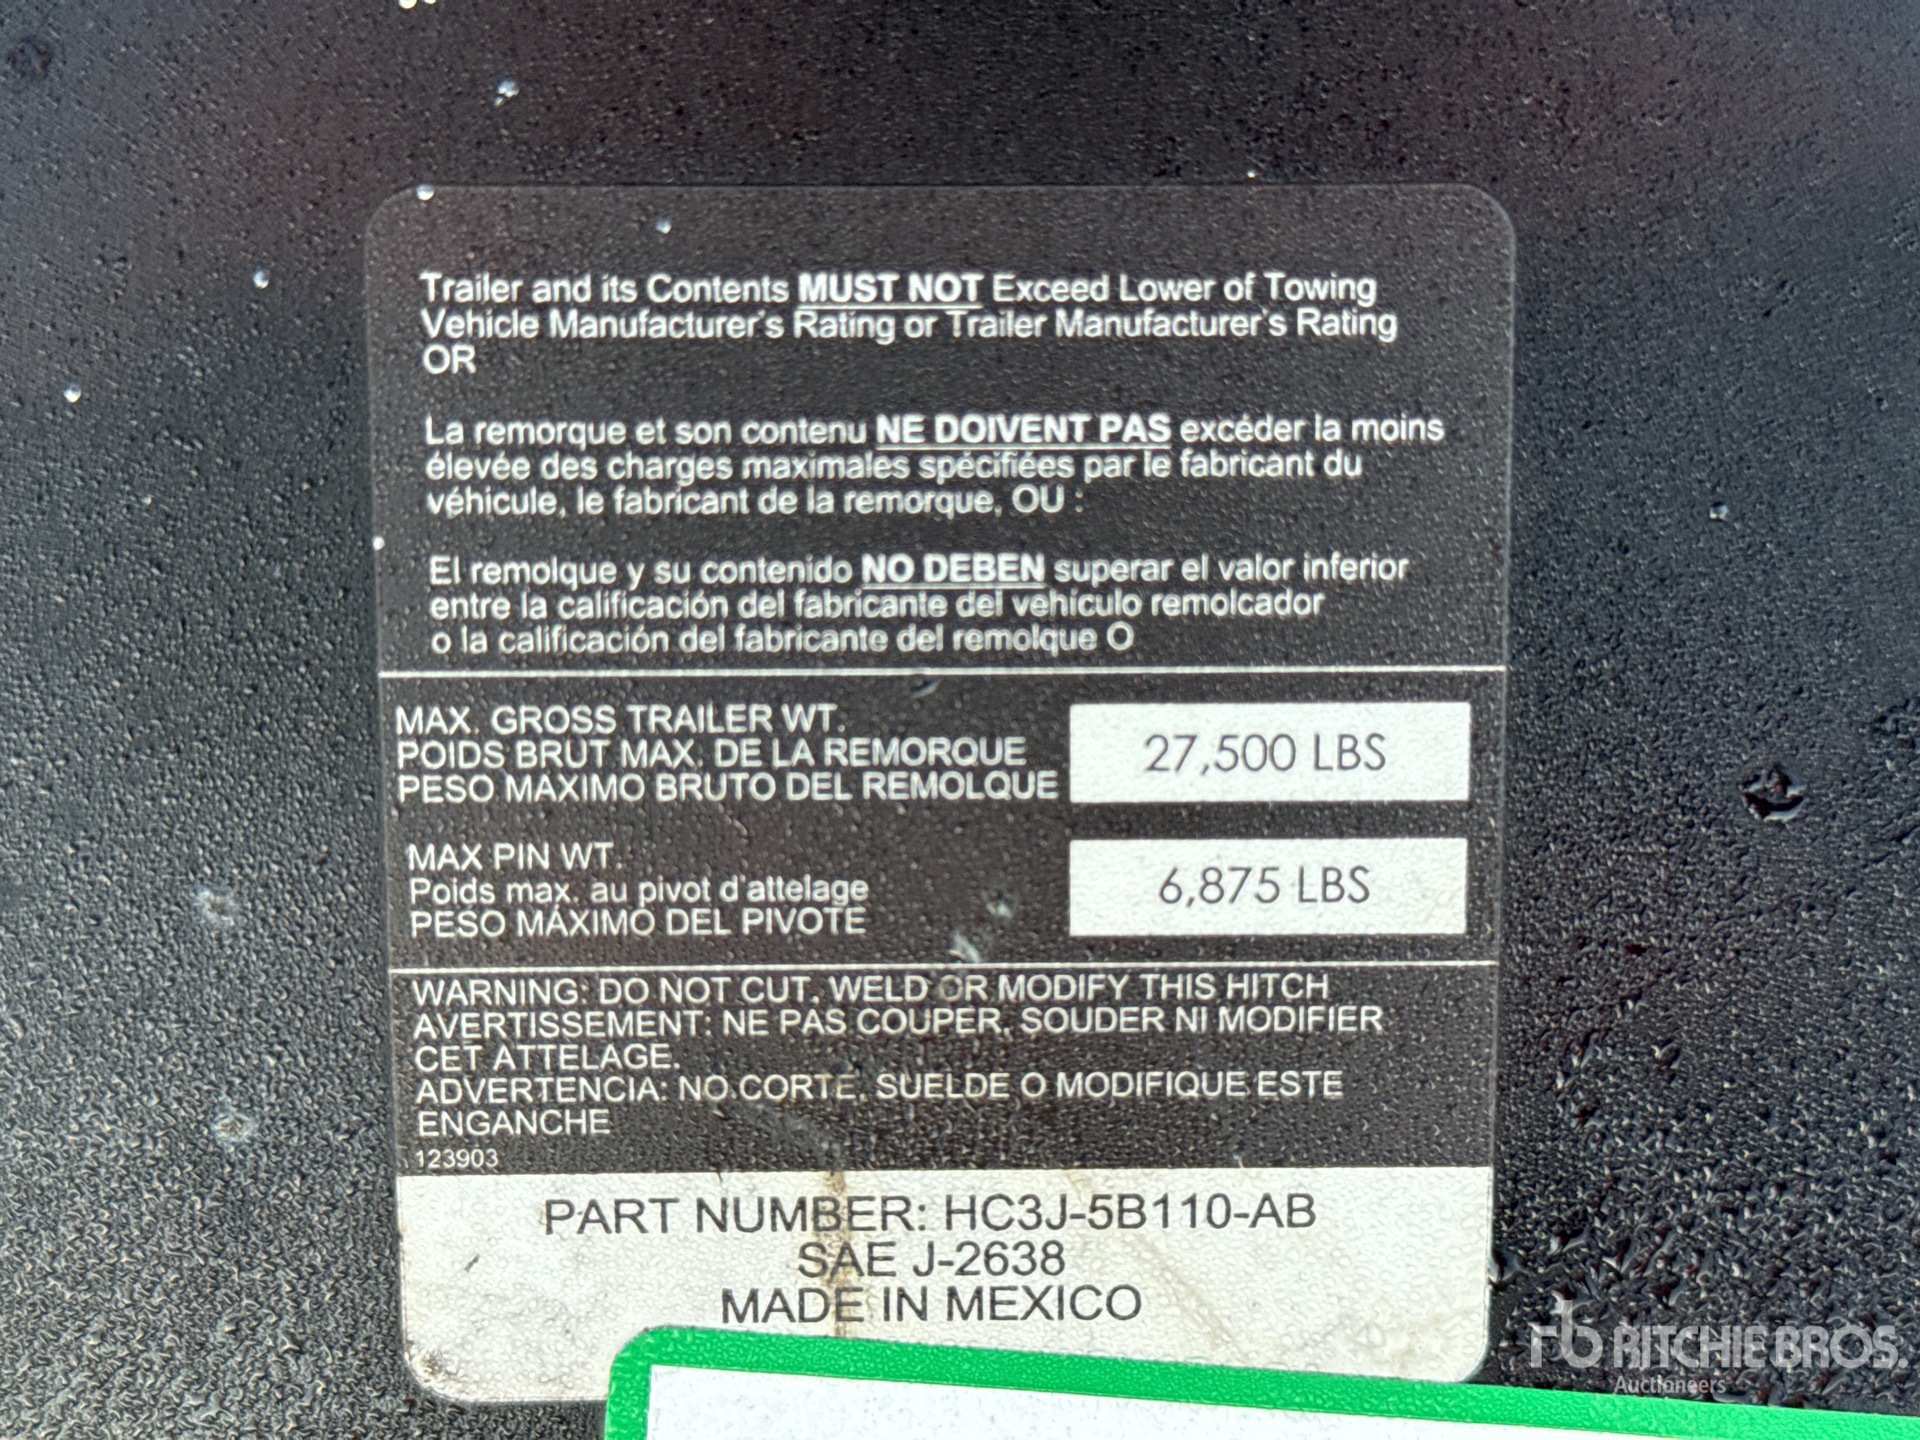 Trailer and its Contents MUST NOT Exceed Lower of Towing
Vehicle Manufacturer's Rating or Trailer Manufacturer's Rating
OR
La remorque et son contenu NE DOIVENT PAS excéder la moins
élevée des charges maximales spécifiées par le fabricant du
véhicule, le fabricant de la remorque, OU :
El remolque y su contenido NO DEBEN superar el valor inferior
entre la calificación del fabricante del vehículo remolcador
o la calificación del fabricante del remolque O
MAX. GROSS TRAILER WT.
POIDS BRUT MAX. DE LA REMORQUE
PESO MÁXIMO BRUTO DEL REMOLQUE
27,500 LBS
MAX PIN WT.
Poids max. au pivot d'attelage
PESO MÁXIMO DEL PIVOTE
6,875 LBS
WARNING: DO NOT CUT, WELD OR MODIFY THIS HITCH
AVERTISSEMENT: NE PAS COUPER, SOUDER NI MODIFIER
CET ATTELAGE.
ADVERTENCIA: NO CORTE, SUELDE O MODIFIQUE ESTE
ENGANCHE
123903
PART NUMBER: HC3J-5B110-AB
SAE J-2638
MADE IN MEXICO
rb RITCHIE BROS.
Auctioneers